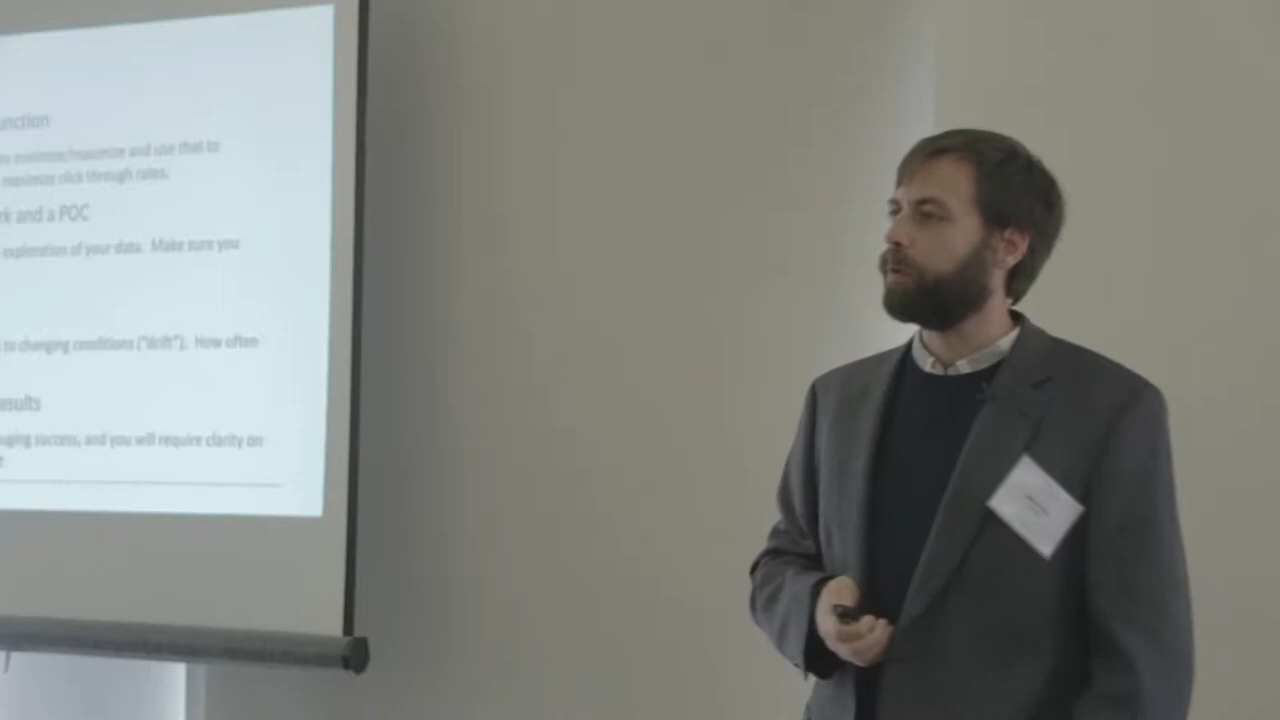 unction
to minimize/maximize and use that to
maximize click through rates.
rk and a POC
exploration of your data. Make sure you
to changing conditions ("drift"). How often
esults
uging success, and you will require clarity on